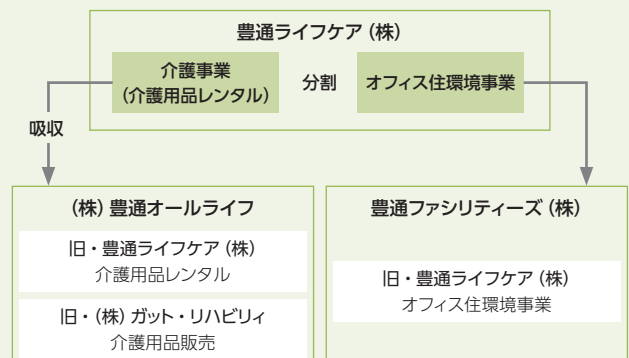 豊通ライフケア（株）
介護事業
（介護用品レンタル）
分割
オフィス住環境事業
吸収
（株）豊通オールライフ
旧・豊通ライフケア（株）
介護用品レンタル
旧・（株）ガット・リハビリィ
介護用品販売
豊通ファシリティーズ（株）
旧・豊通ライフケア（株）
オフィス住環境事業